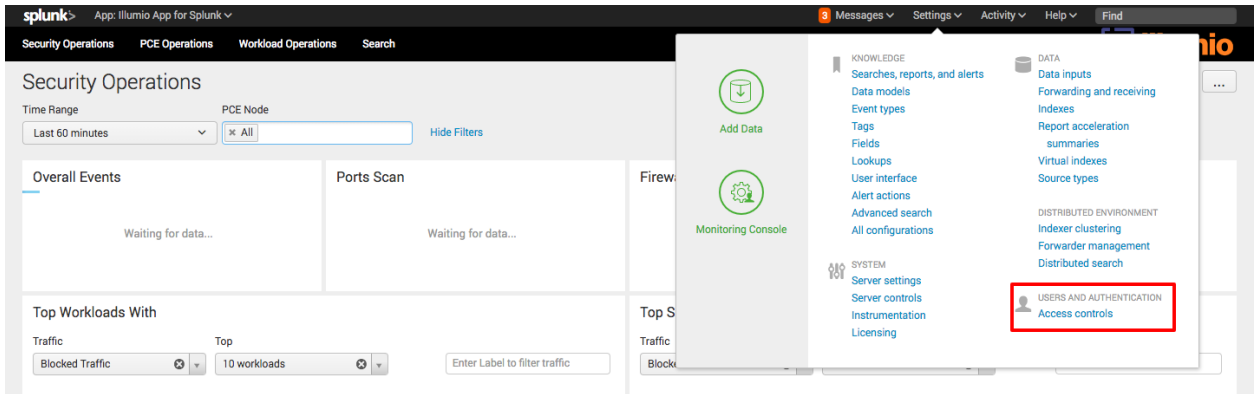 splunk> App: Illumio App for Splunk 3 Messages Settings Activity Help Find
Security Operations PCE Operations Workload Operations Search
Security Operations
...
Time Range PCE Node
Last 60 minutes × All Hide Filters
Overall Events Ports Scan
Waiting for data... Waiting for data...
Top Workloads With
Traffic Top
Blocked Traffic 10 workloads Enter Label to filter traffic
Top S
Traffic
Add Data
Monitoring Console
KNOWLEDGE
Searches, reports, and alerts
Data models
Event types
Tags
Fields
Lookups
User interface
Alert actions
Advanced search
All configurations
SYSTEM
Server settings
Server controls
Instrumentation
Licensing
DATA
Data inputs
Forwarding and receiving
Indexes
Report acceleration
summaries
Virtual indexes
Source types
DISTRIBUTED ENVIRONMENT
Indexer clustering
Forwarder management
Distributed search
USERS AND AUTHENTICATION
Access controls